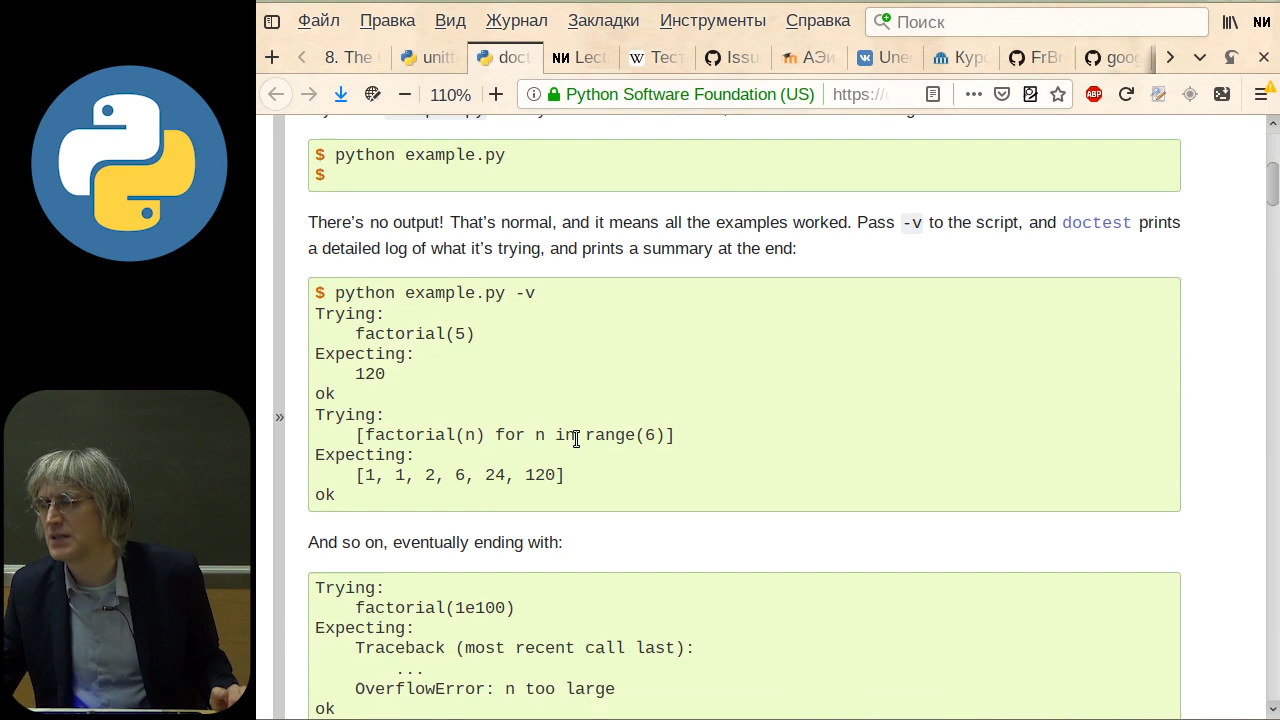 Файл Правка Вид Журнал Закладки Инструменты Справка Поиск
8. The unitt doct Lect Тест Issu АЭи Une Курс FrBr goog
110% Python Software Foundation (US) https://
$ python example.py
$
There’s no output! That’s normal, and it means all the examples worked. Pass -v to the script, and doctest prints
a detailed log of what it’s trying, and prints a summary at the end:
$ python example.py -v
Trying:
factorial(5)
Expecting:
120
ok
Trying:
[factorial(n) for n in range(6)]
Expecting:
[1, 1, 2, 6, 24, 120]
ok
And so on, eventually ending with:
Trying:
factorial(1e100)
Expecting:
Traceback (most recent call last):
...
OverflowError: n too large
ok